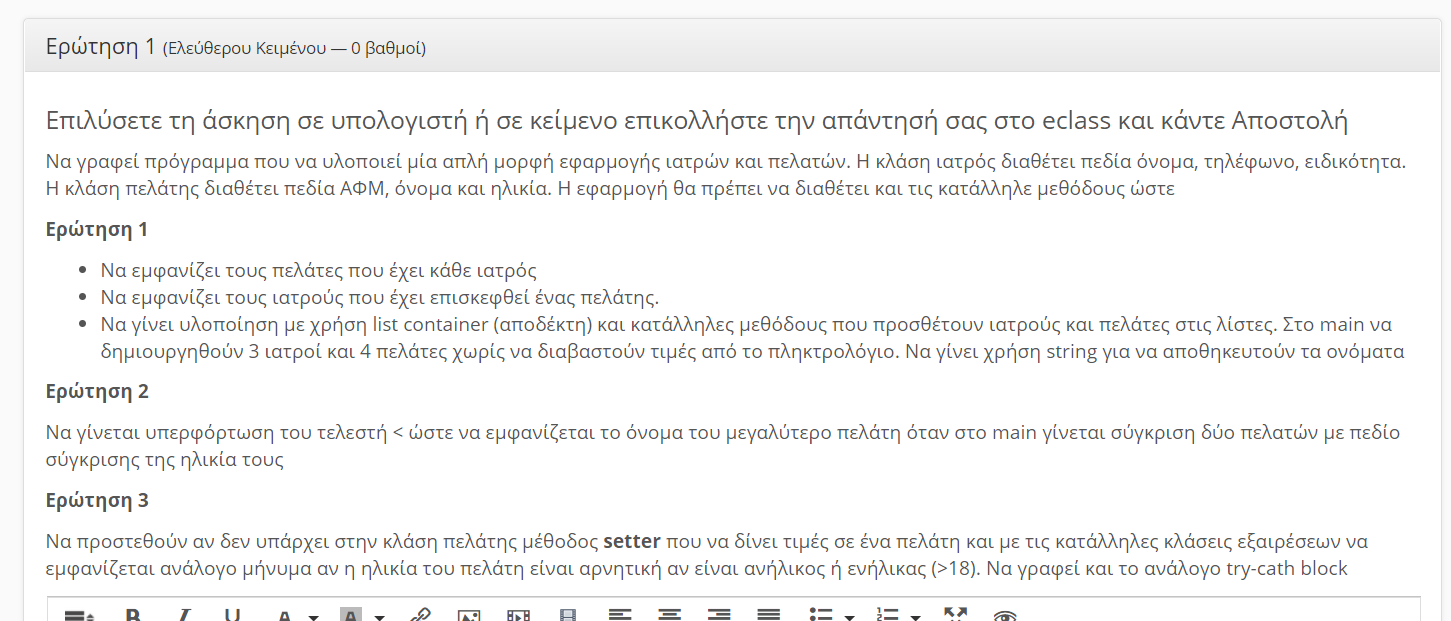 Ερώτηση 1 (Ελεύθερου Κειμένου — 0 βαθμοί)
Επιλύσετε τη άσκηση σε υπολογιστή ή σε κείμενο επικολλήστε την απάντησή σας στο eclass και κάντε Αποστολή
Να γραφεί πρόγραμμα που να υλοποιεί μία απλή μορφή εφαρμογής ιατρών και πελατών. Η κλάση ιατρός διαθέτει πεδία όνομα, τηλέφωνο, ειδικότητα.
Η κλάση πελάτης διαθέτει πεδία ΑΦΜ, όνομα και ηλικία. Η εφαρμογή θα πρέπει να διαθέτει και τις κατάλληλε μεθόδους ώστε
Ερώτηση 1
• Να εμφανίζει τους πελάτες που έχει κάθε ιατρός
• Να εμφανίζει τους ιατρούς που έχει επισκεφθεί ένας πελάτης.
• Να γίνει υλοποίηση με χρήση list container (αποδέκτη) και κατάλληλες μεθόδους που προσθέτουν ιατρούς και πελάτες στις λίστες. Στο main να
δημιουργηθούν 3 ιατροί και 4 πελάτες χωρίς να διαβαστούν τιμές από το πληκτρολόγιο. Να γίνει χρήση string για να αποθηκευτούν τα ονόματα
Ερώτηση 2
Να γίνεται υπερφόρτωση του τελεστή < ώστε να εμφανίζεται το όνομα του μεγαλύτερο πελάτη όταν στο main γίνεται σύγκριση δύο πελατών με πεδίο
σύγκρισης της ηλικία τους
Ερώτηση 3
Να προστεθούν αν δεν υπάρχει στην κλάση πελάτης μέθοδος setter που να δίνει τιμές σε ένα πελάτη και με τις κατάλληλες κλάσεις εξαιρέσεων να
εμφανίζεται ανάλογο μήνυμα αν η ηλικία του πελάτη είναι αρνητική αν είναι ανήλικος ή ενήλικας (>18). Να γραφεί και το ανάλογο try-cath block